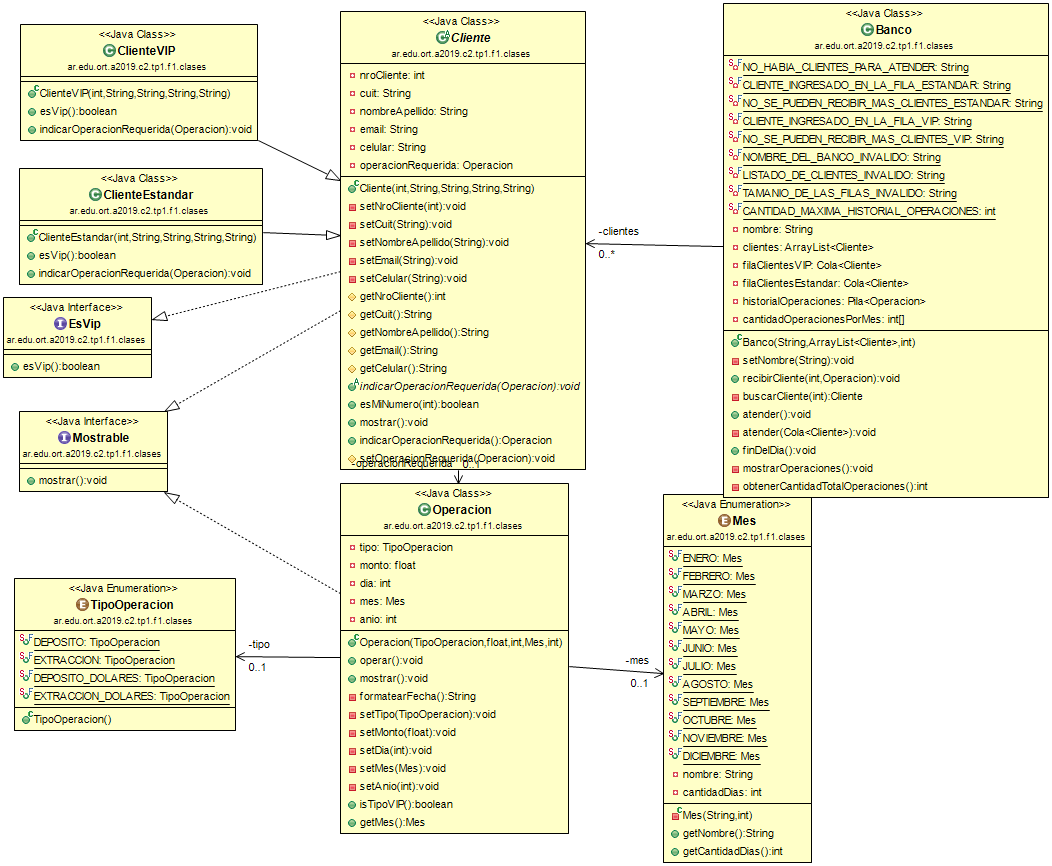 <<Java Class>>
ClienteVIP
ar.edu.ort.a2019.c2.tp1.f1.clases
ClienteVIP(int,String,String,String,String)
esVip():boolean
indicarOperacionRequerida(Operacion):void
<<Java Class>>
ClienteEstandar
ar.edu.ort.a2019.c2.tp1.f1.clases
ClienteEstandar(int,String,String,String,String)
esVip():boolean
indicarOperacionRequerida(Operacion):void
<<Java Interface>>
EsVip
ar.edu.ort.a2019.c2.tp1.f1.clases
esVip():boolean
<<Java Interface>>
Mostrable
ar.edu.ort.a2019.c2.tp1.f1.clases
mostrar():void
<<Java Enumeration>>
TipoOperacion
ar.edu.ort.a2019.c2.tp1.f1.clases
DEPOSITO: TipoOperacion
EXTRACCION: TipoOperacion
DEPOSITO_DOLARES: TipoOperacion
EXTRACCION_DOLARES: TipoOperacion
TipoOperacion()
<<Java Class>>
Cliente
ar.edu.ort.a2019.c2.tp1.f1.clases
nroCliente: int
cuit: String
nombreApellido: String
email: String
celular: String
operacionRequerida: Operacion
Cliente(int,String,String,String,String)
setNroCliente(int):void
setCuit(String):void
setNombreApellido(String):void
setEmail(String):void
setCelular(String):void
getNroCliente():int
getCuit():String
getNombreApellido():String
getEmail():String
getCelular():String
indicarOperacionRequerida(Operacion):void
esMiNumero(int):boolean
mostrar():void
indicarOperacionRequerida():Operacion
setOperacionRequerida(Operacion):void
-operacionRequerida 0..1
<<Java Class>>
Operacion
ar.edu.ort.a2019.c2.tp1.f1.clases
tipo: TipoOperacion
monto: float
dia: int
mes: Mes
anio: int
Operacion(TipoOperacion,float,int,Mes,int)
operar():void
mostrar():void
formatearFecha():String
setTipo(TipoOperacion):void
setMonto(float):void
setDia(int):void
setMes(Mes):void
setAnio(int):void
isTipoVIP():boolean
getMes():Mes
-tipo
0..1
-clientes
0..*
-mes
0..1
<<Java Class>>
Banco
ar.edu.ort.a2019.c2.tp1.f1.clases
NO_HABIA_CLIENTES_PARA_ATENDER: String
CLIENTE_INGRESADO_EN_LA_FILA_ESTANDAR: String
NO_SE_PUEDEN_RECIBIR_MAS_CLIENTES_ESTANDAR: String
CLIENTE_INGRESADO_EN_LA_FILA_VIP: String
NO_SE_PUEDEN_RECIBIR_MAS_CLIENTES_VIP: String
NOMBRE_DEL_BANCO_INVALIDO: String
LISTADO_DE_CLIENTES_INVALIDO: String
TAMANIO_DE_LAS_FILAS_INVALIDO: String
CANTIDAD_MAXIMA_HISTORIAL_OPERACIONES: int
nombre: String
clientes: ArrayList<Cliente>
filaClientesVIP: Cola<Cliente>
filaClientesEstandar: Cola<Cliente>
historialOperaciones: Pila<Operacion>
cantidadOperacionesPorMes: int[]
Banco(String,ArrayList<Cliente>,int)
setNombre(String):void
recibirCliente(int,Operacion):void
buscarCliente(int):Cliente
atender():void
atender(Cola<Cliente>):void
finDelDia():void
mostrarOperaciones():void
obtenerCantidadTotalOperaciones():int
<<Java Enumeration>>
Mes
ar.edu.ort.a2019.c2.tp1.f1.clases
ENERO: Mes
FEBRERO: Mes
MARZO: Mes
ABRIL: Mes
MAYO: Mes
JUNIO: Mes
JULIO: Mes
AGOSTO: Mes
SEPTIEMBRE: Mes
OCTUBRE: Mes
NOVIEMBRE: Mes
DICIEMBRE: Mes
nombre: String
cantidadDias: int
Mes(String,int)
getNombre():String
getCantidadDias():int